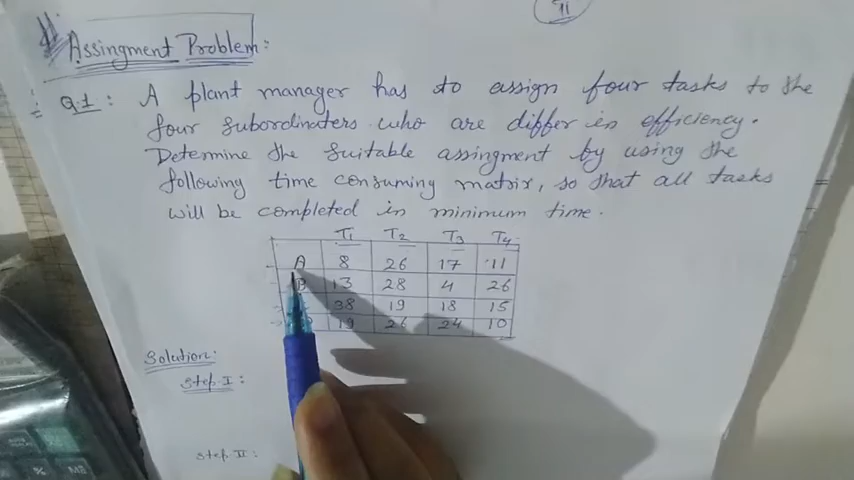 Assingment Problem:
Q.1: A plant manager has to assign four tasks to the
four subordinaters who are differ in efficiency.
Determine the suitable assingment by using the
following time consuming matrix, so that all tasks
will be completed in minimum time.
T1 T2 T3 T4
A 8 26 17 11
B 13 28 4 26
38 19 18 15
19 26 24 10
Solution:
Step I:
Step II: